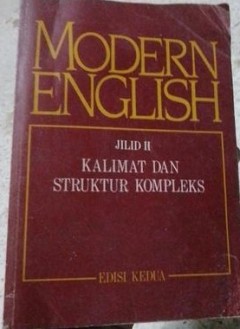 MODERN
ENGLISH
JILID II
KALIMAT DAN
STRUKTUR KOMPLEKS
EDISI KEDUA